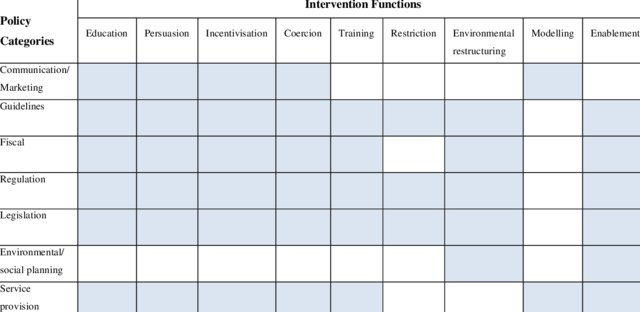 Intervention Functions
Policy
Categories
Education Persuasion Incentivisation Coercion Training Restriction Environmental
restructuring
Modelling Enablement
Communication/
Marketing
Guidelines
Fiscal
Regulation
Legislation
Environmental/
social planning
Service
provision